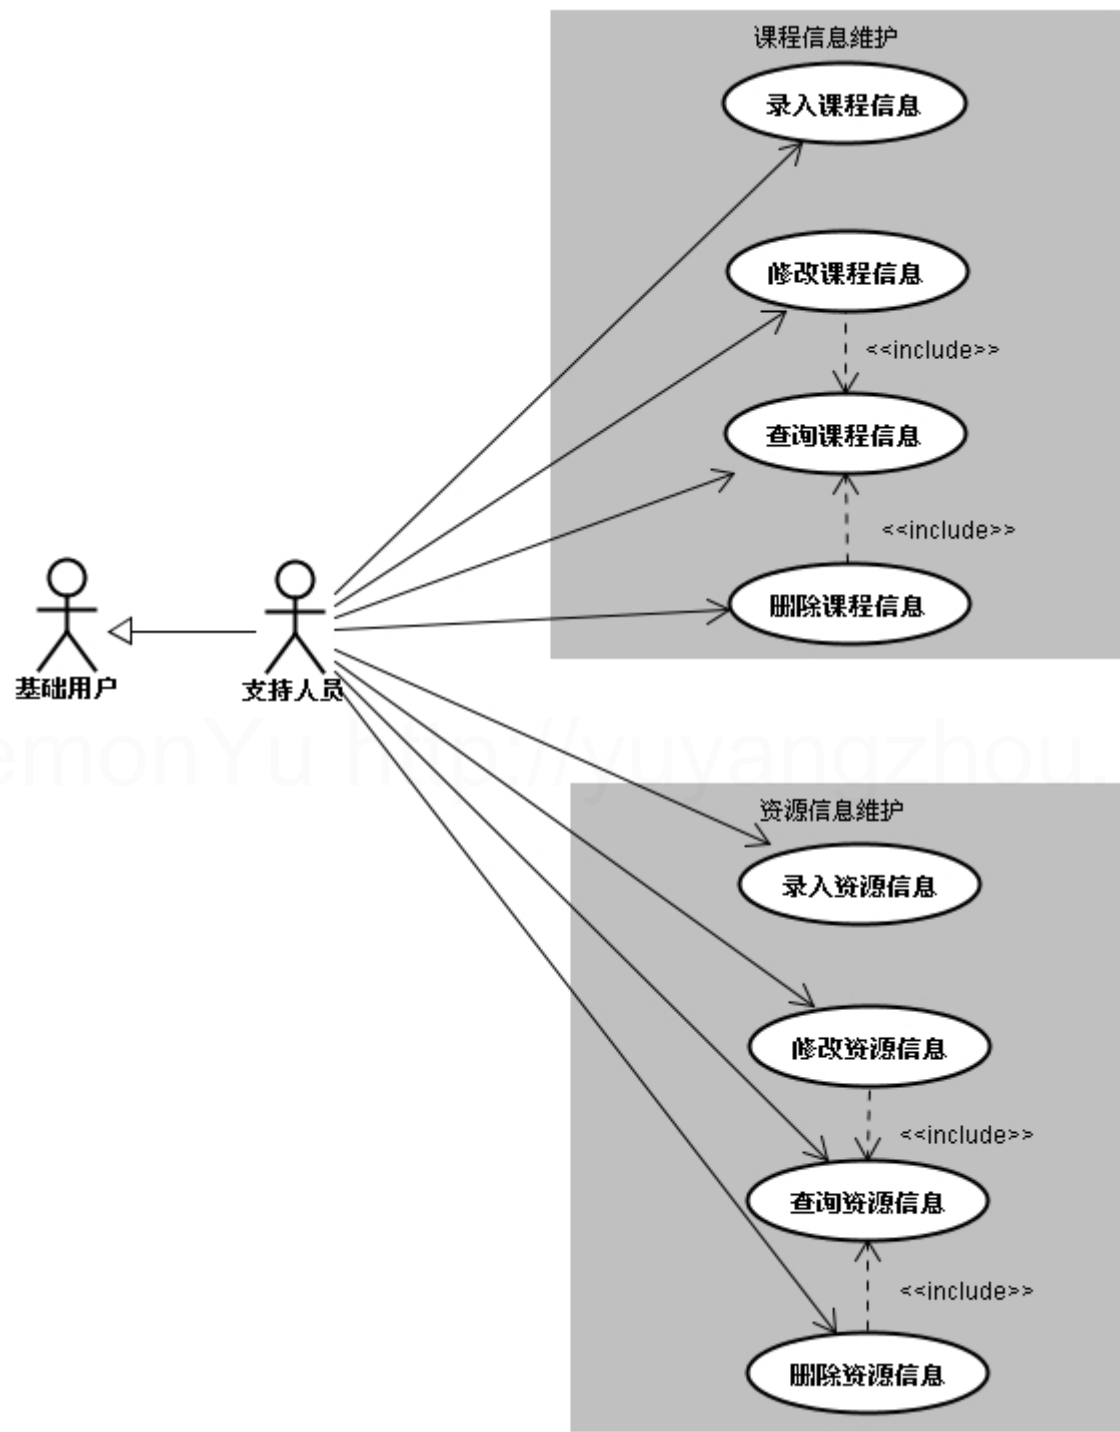 课程信息维护
录入课程信息
修改课程信息
<<include>>
查询课程信息
<<include>>
删除课程信息
基础用户
支持人员
emonYu http://yuyangzhou.
资源信息维护
录入资源信息
修改资源信息
<<include>>
查询资源信息
<<include>>
删除资源信息